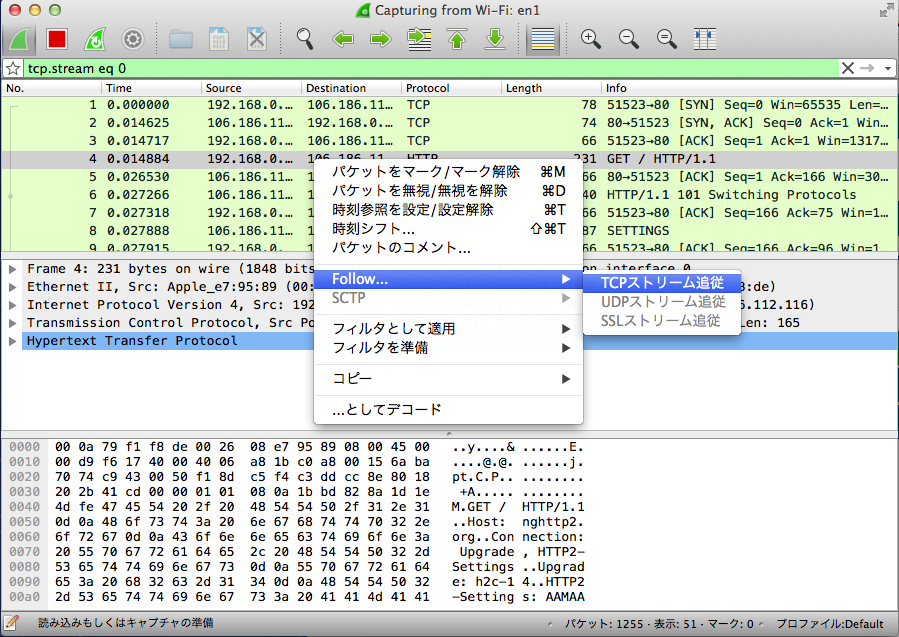 Capturing from Wi-Fi: en1
tcp.stream eq 0
No. Time Source Destination Protocol Length Info
1 0.000000 192.168.0.… 106.186.11… TCP 78 51523→80 [SYN] Seq=0 Win=65535 Len=…
2 0.014625 106.186.11… 192.168.0.… TCP 74 80→51523 [SYN, ACK] Seq=0 Ack=1 Win…
3 0.014717 192.168.0.… 106.186.11… TCP 66 51523→80 [ACK] Seq=1 Ack=1 Win=1317…
4 0.014884 192.168.0.… 106.186.11… HTTP 231 GET / HTTP/1.1
5 0.026530 106.186.11… 66 80→51523 [ACK] Seq=1 Ack=166 Win=30…
6 0.027266 106.186.11… 40 HTTP/1.1 101 Switching Protocols
7 0.027318 192.168.0.… 66 51523→80 [ACK] Seq=166 Ack=75 Win=1…
8 0.027888 106.186.11… 87 SETTINGS
9 0.027915 192.168.0.… 66 51523→80 [ACK] Seq=166 Ack=96 Win=1…
パケットをマーク/マーク解除 ⌘M
パケットを無視/無視を解除 ⌘D
時刻参照を設定/設定解除 ⌘T
時刻シフト... ⇧⌘T
パケットのコメント...
Follow...
SCTP
フィルタとして適用
フィルタを準備
コピー
...としてデコード
TCPストリーム追従
UDPストリーム追従
SSLストリーム追従
Frame 4: 231 bytes on wire (1848 bits on interface 0
Ethernet II, Src: Apple_e7:95:89 (00: 8:de)
Internet Protocol Version 4, Src: 192 6.112.116)
Transmission Control Protocol, Src Po Len: 165
Hypertext Transfer Protocol
0000 00 0a 79 f1 f8 de 00 26 08 e7 95 89 08 00 45 00 ..y....& ......E.
0010 00 d9 f6 17 40 00 40 06 a8 1b c0 a8 00 15 6a ba ....@.@. ......j.
0020 70 74 c9 43 00 50 f1 8d c5 f4 c3 dd cc 8e 80 18 pt.C.P.. ........
0030 20 2b 41 cd 00 00 01 01 08 0a 1b bd 82 8a 1d 1e +A..... ........
0040 4d fe 47 45 54 20 2f 20 48 54 54 50 2f 31 2e 31 M.GET / HTTP/1.1
0050 0d 0a 48 6f 73 74 3a 20 6e 67 68 74 74 70 32 2e ..Host: nghttp2.
0060 6f 72 67 0d 0a 43 6f 6e 6e 65 63 74 69 6f 6e 3a org..Con nection:
0070 20 55 70 67 72 61 64 65 2c 20 48 54 54 50 32 2d Upgrade , HTTP2-
0080 53 65 74 74 69 6e 67 73 0d 0a 55 70 67 72 61 64 Settings ..Upgrad
0090 65 3a 20 68 32 63 2d 31 34 0d 0a 48 54 54 50 32 e: h2c-1 4..HTTP2
00a0 2d 53 65 74 74 69 6e 67 73 3a 20 41 41 4d 41 41 -Setting s: AAMAA
読み込みもしくはキャプチャの準備
パケット: 1255 · 表示: 51 · マーク: 0
プロファイル:Default